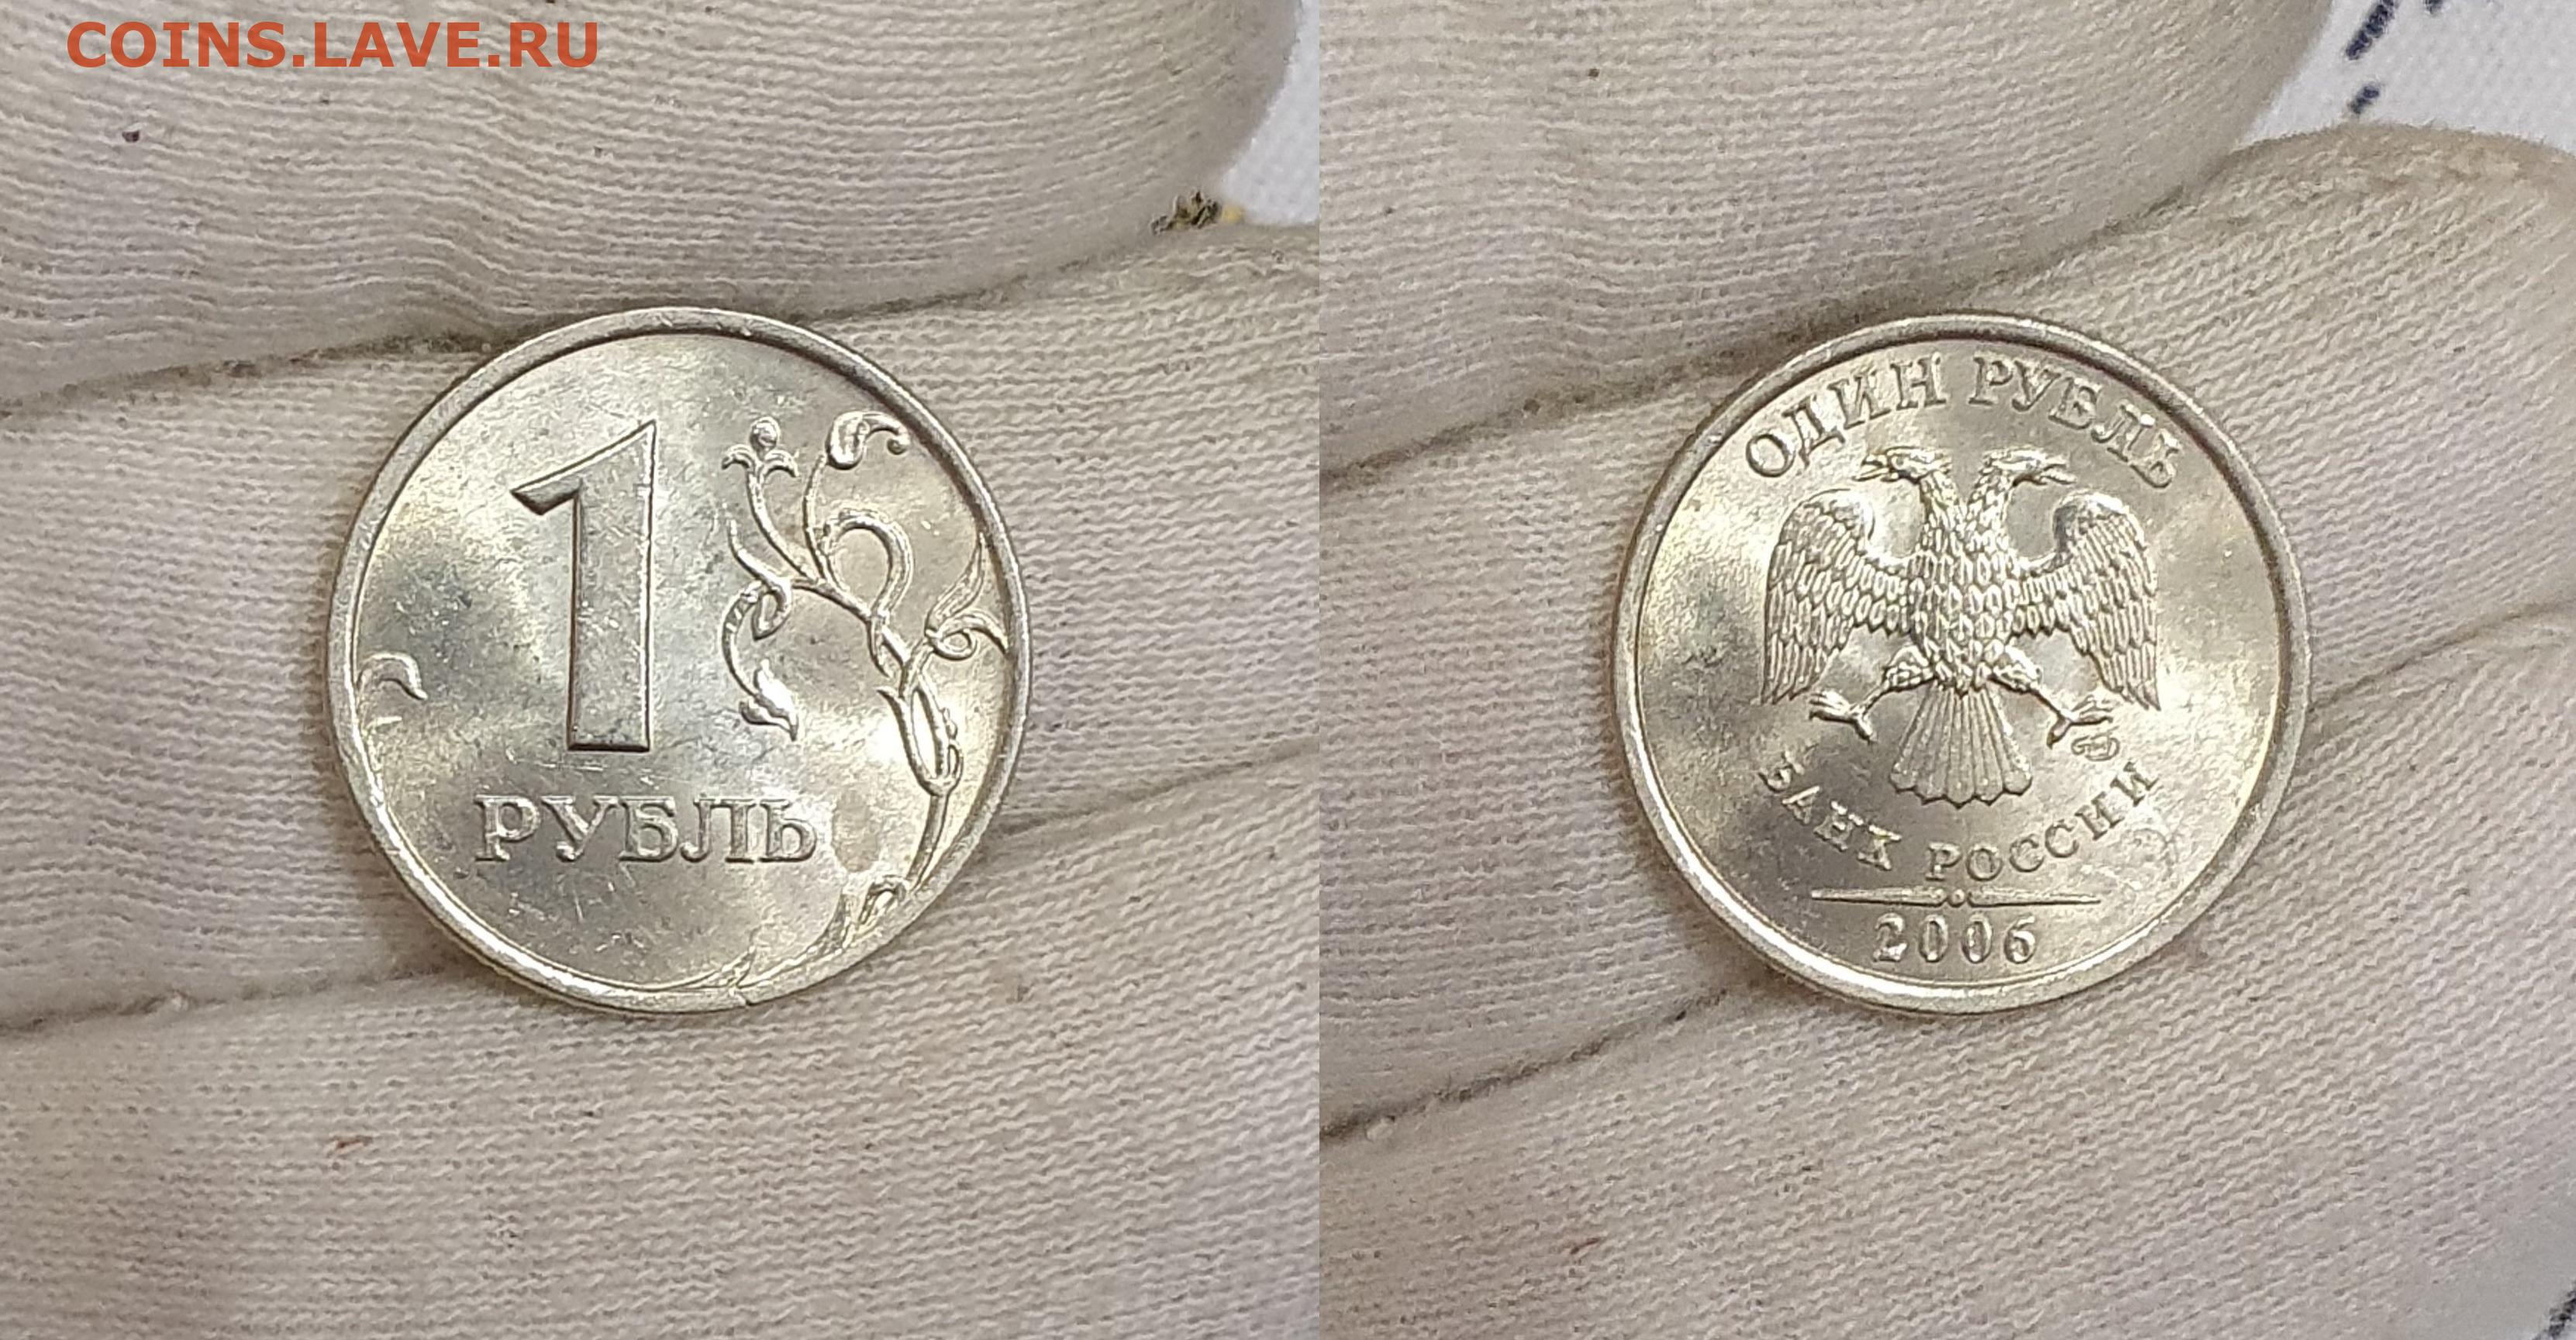 COINS.LAVE.RU
1
РУБЛЬ
ОДИН РУБЛЬ
БАНК РОССИИ
2006